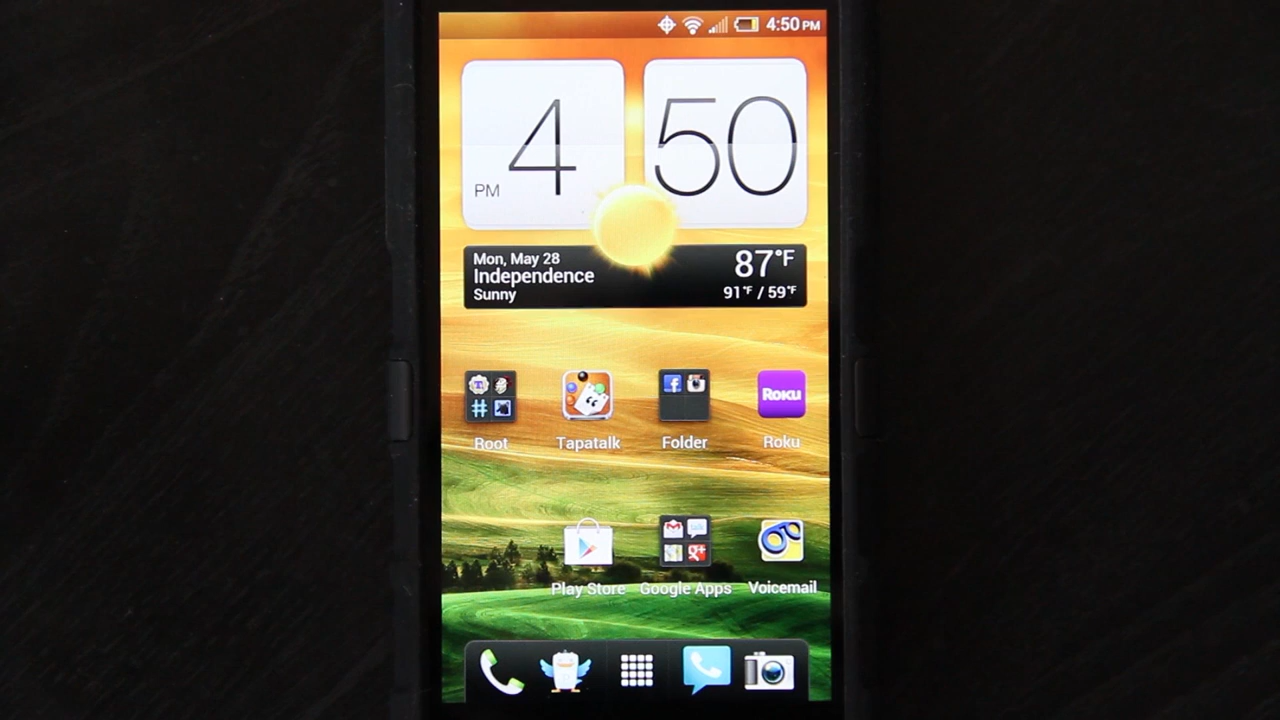 4:50 PM
PM 4 50
Mon, May 28
Independence 87°F
Sunny 91°F / 59°F
Roku
Root Tapatalk Folder Roku
Play Store Google Apps Voicemail